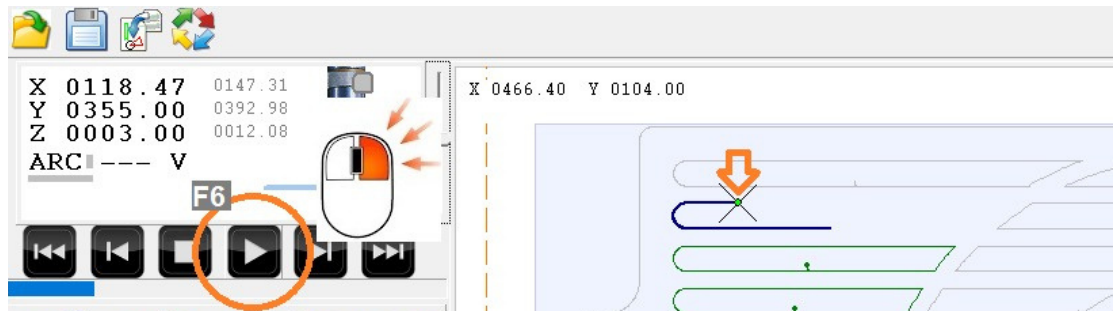 X 0118.47 0147.31
Y 0355.00 0392.98
Z 0003.00 0012.08
ARC --- V
F6
X 0466.40 Y 0104.00